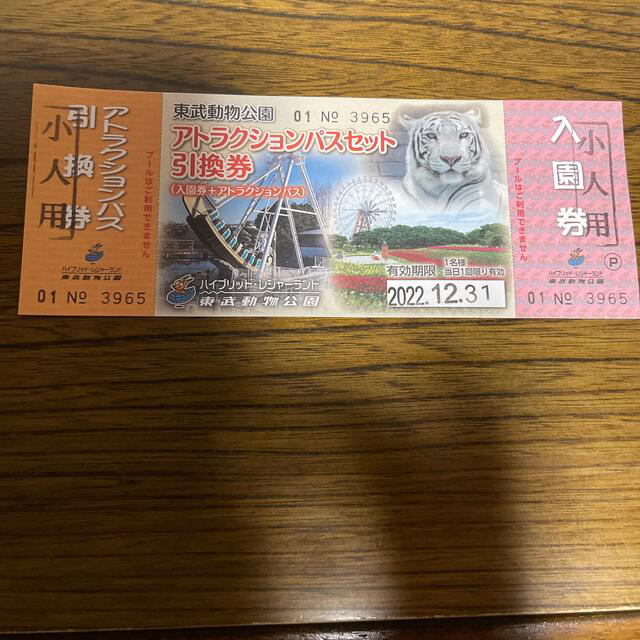 アトラクションパス
引換券
小人用
プールはご利用できません
ハイブリッド・レジャーランド
東武動物公園
01 № 3965
東武動物公園 01 № 3965
アトラクションパスセット
引換券
(入園券+アトラクションパス)
ハイブリッド・レジャーランド
東武動物公園
有効期限
1名様
当日1回限り有効
2022.12.31
入園券
小人用
プールはご利用できません
P
ハイブリッド・レジャーランド
東武動物公園
01 № 3965